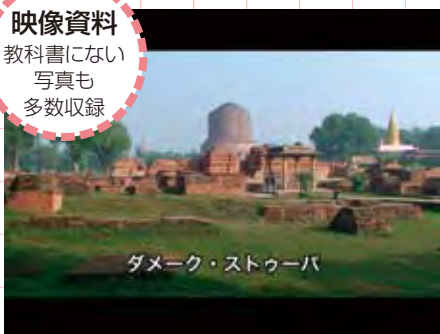 映像資料
教科書にない
写真も
多数収録
ダメーク・ストゥーパ